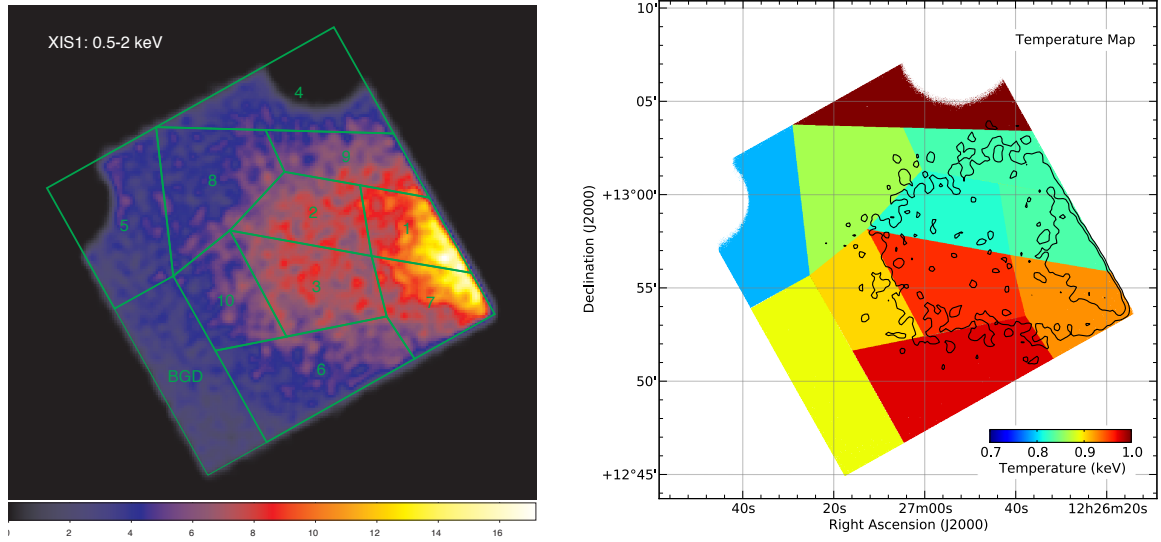 XIS1: 0.5-2 keV
4
9
8
2
5
1
3
10
7
6
BGD
0 2 4 6 8 10 12 14 16
10'
Temperature Map
05'
+13°00'
55'
50'
+12°45'
Declination (J2000)
0.7 0.8 0.9 1.0
Temperature (keV)
40s 20s 27m00s 40s 12h26m20s
Right Ascension (J2000)